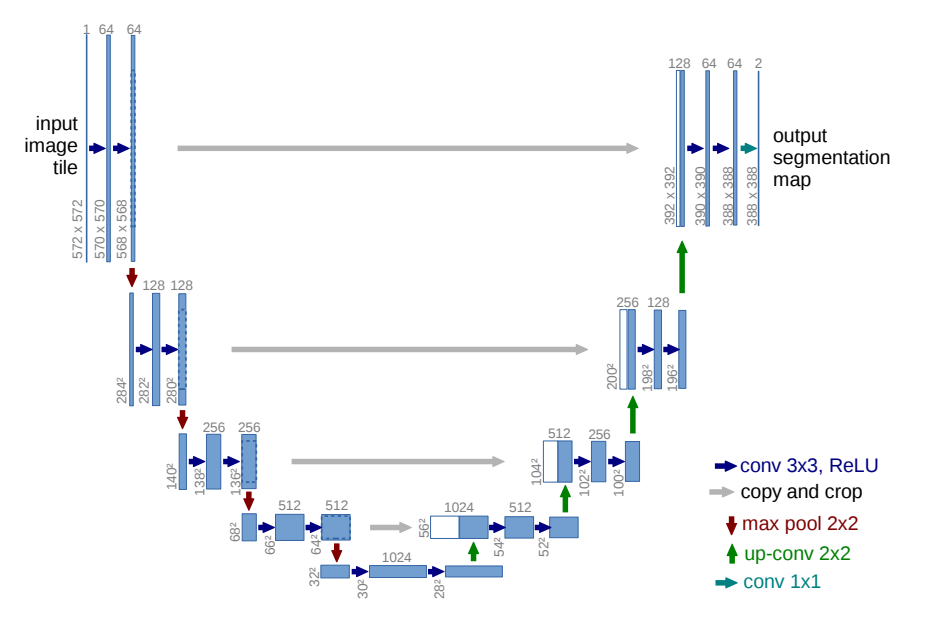 1 64 64
input
image
tile
572 x 572
570 x 570
568 x 568
128 64 64 2
output
segmentation
map
392 x 392
390 x 390
388 x 388
388 x 388
128 128
284²
282²
280²
256 128
200²
198²
196²
256 256
140²
138²
136²
512 256
104²
102²
100²
512 512
68²
66²
64²
1024 512
56²
54²
52²
1024
32²
30²
28²
conv 3x3, ReLU
copy and crop
max pool 2x2
up-conv 2x2
conv 1x1